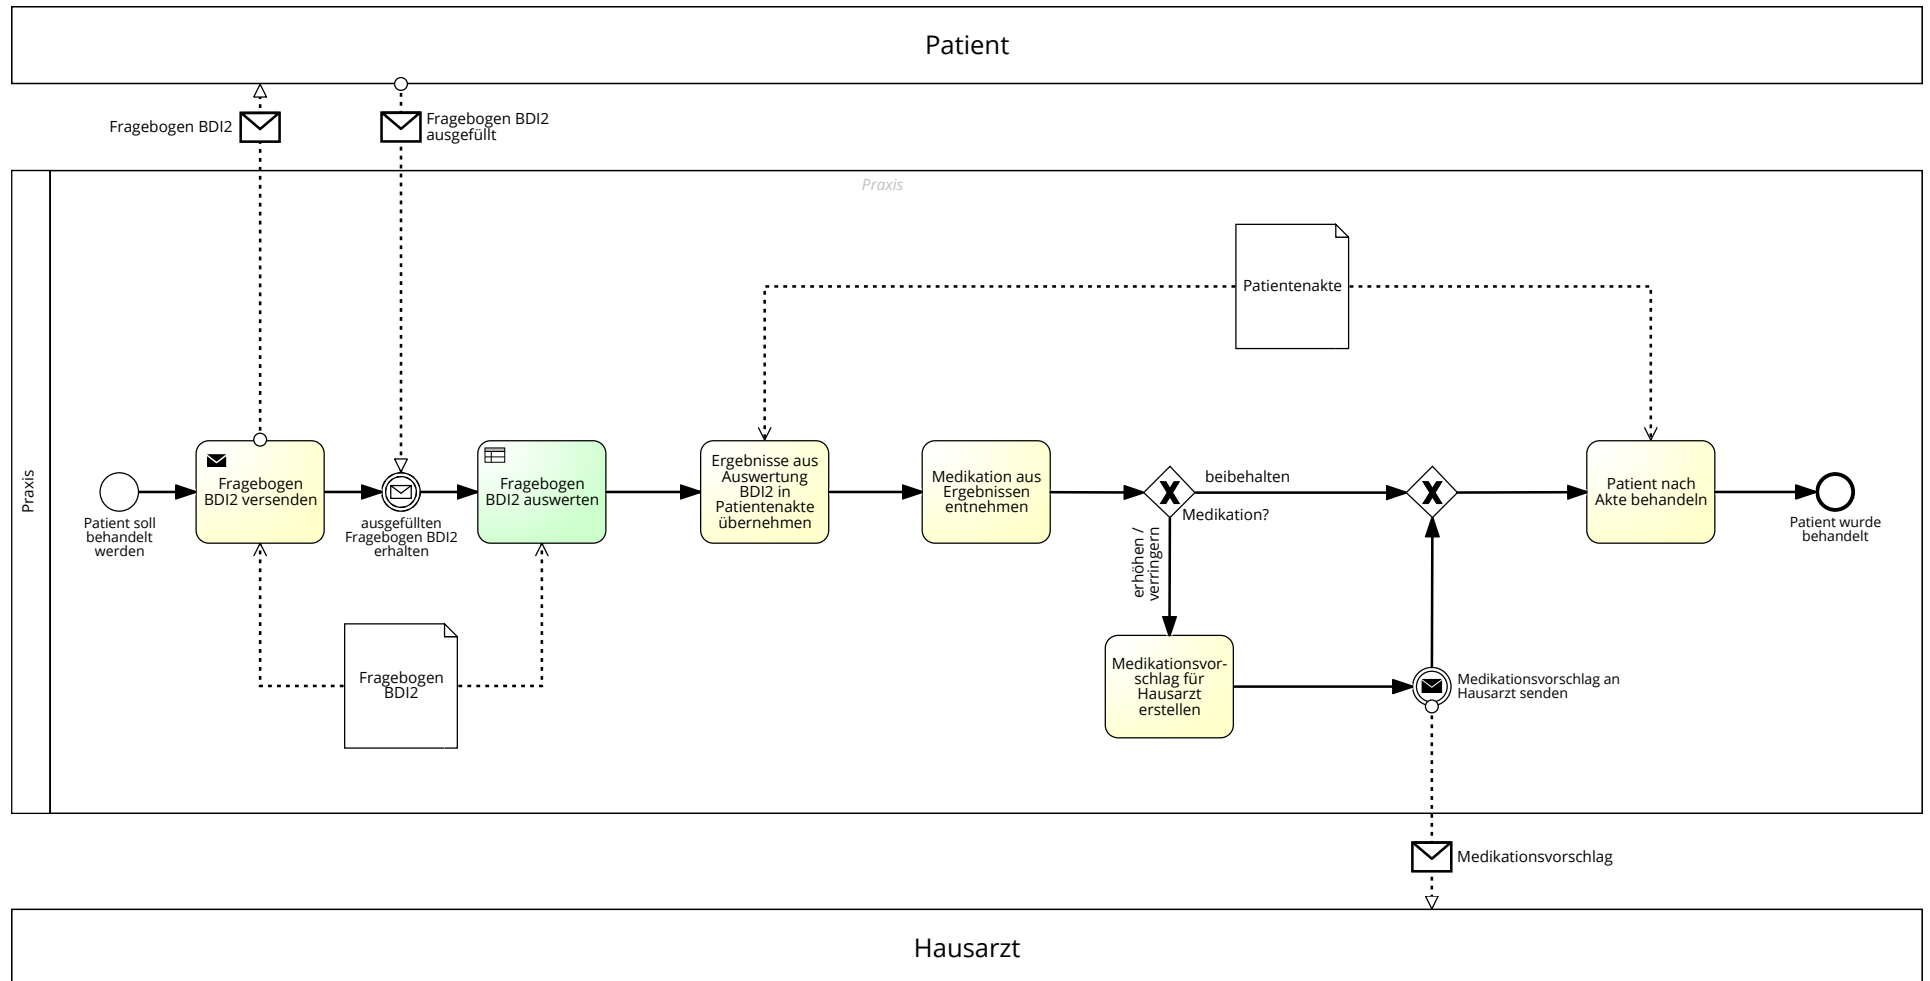 Patient
Fragebogen BDI2
Fragebogen BDI2
ausgefüllt
Praxis
Praxis
Patientenakte
Patient soll
behandelt
werden
Fragebogen
BDI2 versenden
ausgefüllten
Fragebogen BDI2
erhalten
Fragebogen
BDI2 auswerten
Ergebnisse aus
Auswertung
BDI2 in
Patientenakte
übernehmen
Medikation aus
Ergebnissen
entnehmen
beibehalten
Medikation?
erhöhen /
verringern
Patient nach
Akte behandeln
Patient wurde
behandelt
Fragebogen
BDI2
Medikationsvor-
schlag für
Hausarzt
erstellen
Medikationsvorschlag an
Hausarzt senden
Medikationsvorschlag
Hausarzt